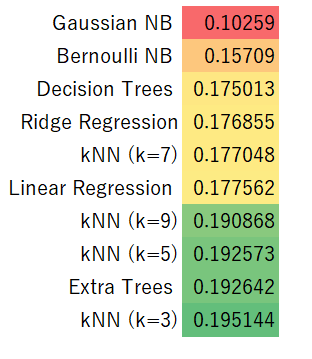 Gaussian NB 0.10259
Bernoulli NB 0.15709
Decision Trees 0.175013
Ridge Regression 0.176855
kNN (k=7) 0.177048
Linear Regression 0.177562
kNN (k=9) 0.190868
kNN (k=5) 0.192573
Extra Trees 0.192642
kNN (k=3) 0.195144